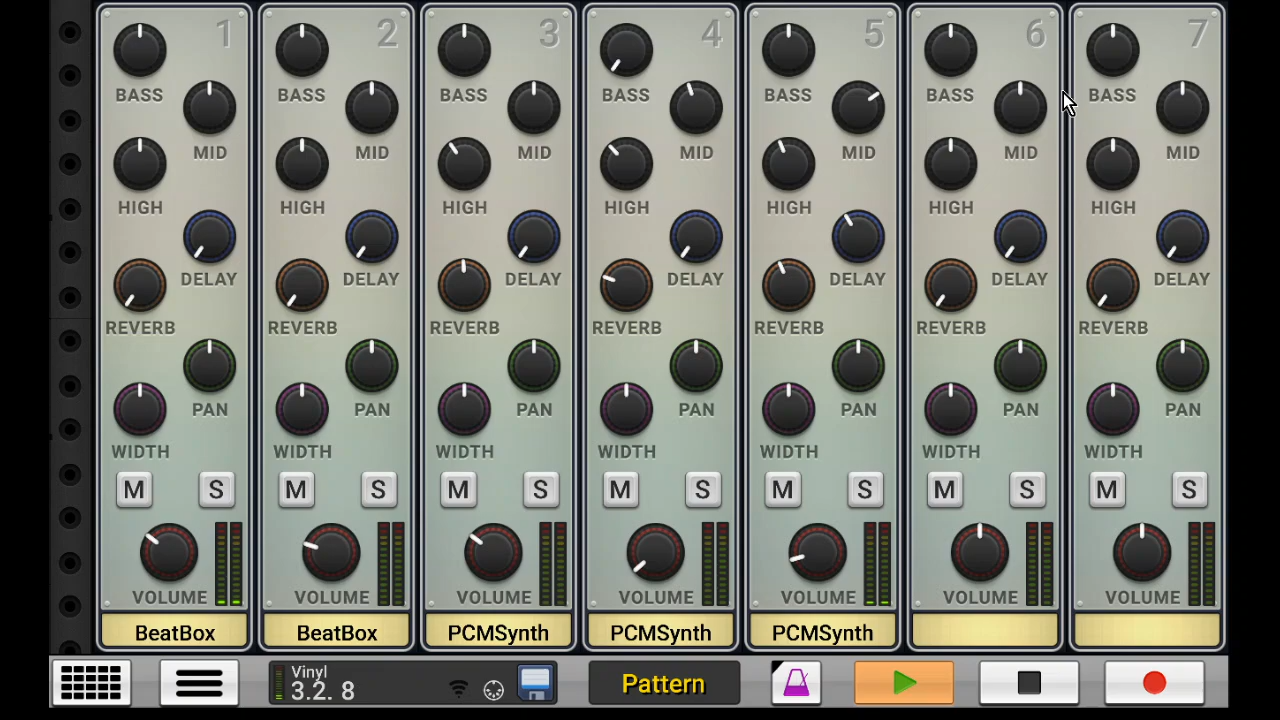 1 2 3 4 5 6 7
BASS BASS BASS BASS BASS BASS BASS
MID MID MID MID MID MID MID
HIGH HIGH HIGH HIGH HIGH HIGH HIGH
DELAY DELAY DELAY DELAY DELAY DELAY DELAY
REVERB REVERB REVERB REVERB REVERB REVERB REVERB
PAN PAN PAN PAN PAN PAN PAN
WIDTH WIDTH WIDTH WIDTH WIDTH WIDTH WIDTH
M S M S M S M S M S M S M S
VOLUME VOLUME VOLUME VOLUME VOLUME VOLUME VOLUME
BeatBox BeatBox PCMSynth PCMSynth PCMSynth
Vinyl
3.2. 8
Pattern